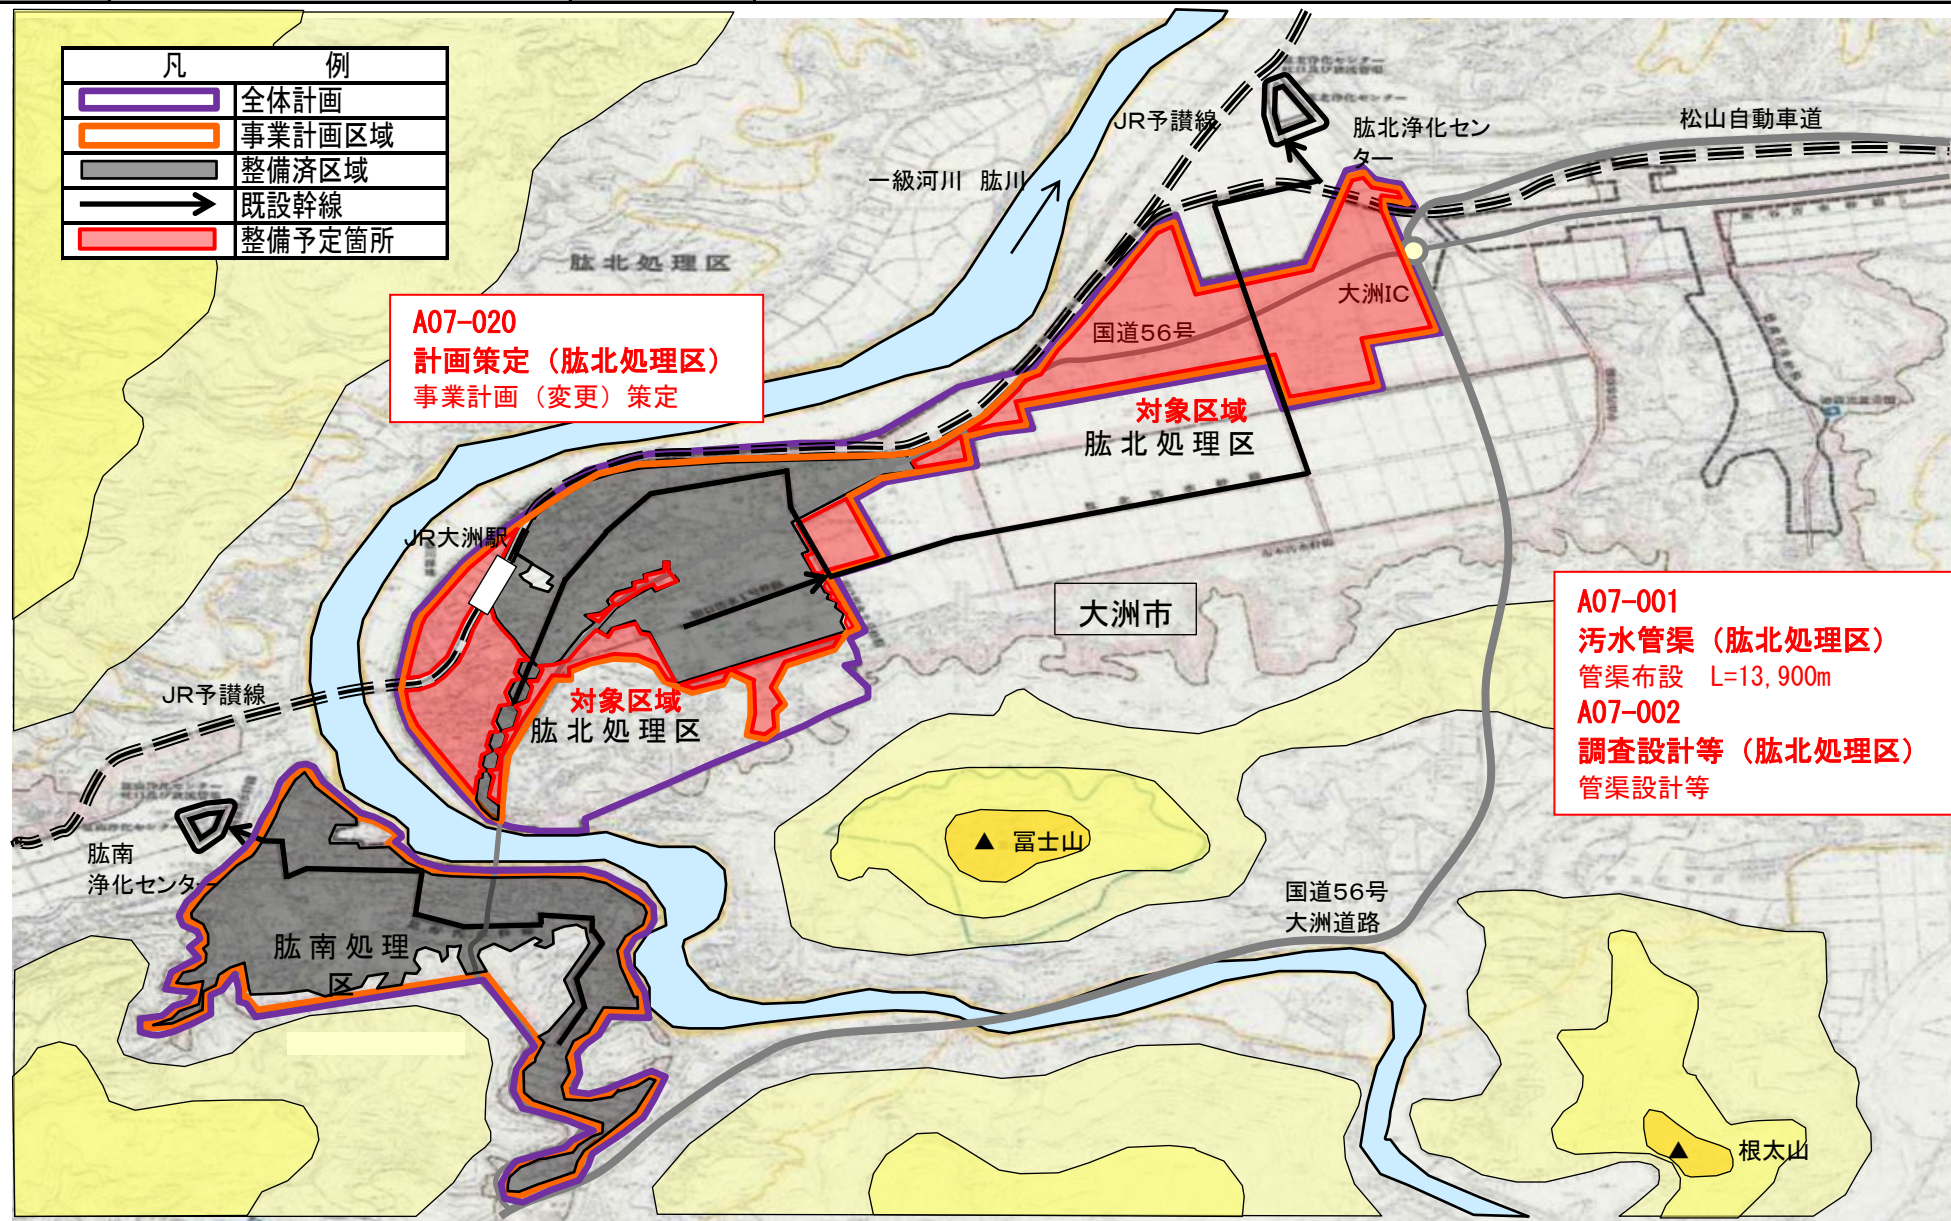 凡 例
全体計画
事業計画区域
整備済区域
既設幹線
整備予定箇所
A07-020
計画策定（肱北処理区）
事業計画（変更）策定
肱北処理区
一級河川 肱川
JR予讃線
肱北浄化セン
ター
松山自動車道
大洲IC
国道56号
対象区域
肱北処理区
JR大洲駅
大洲市
対象区域
肱北処理区
JR予讃線
A07-001
汚水管渠（肱北処理区）
管渠布設 L=13,900m
A07-002
調査設計等（肱北処理区）
管渠設計等
肱南
浄化センター
冨士山
国道56号
大洲道路
肱南処理
区
根太山